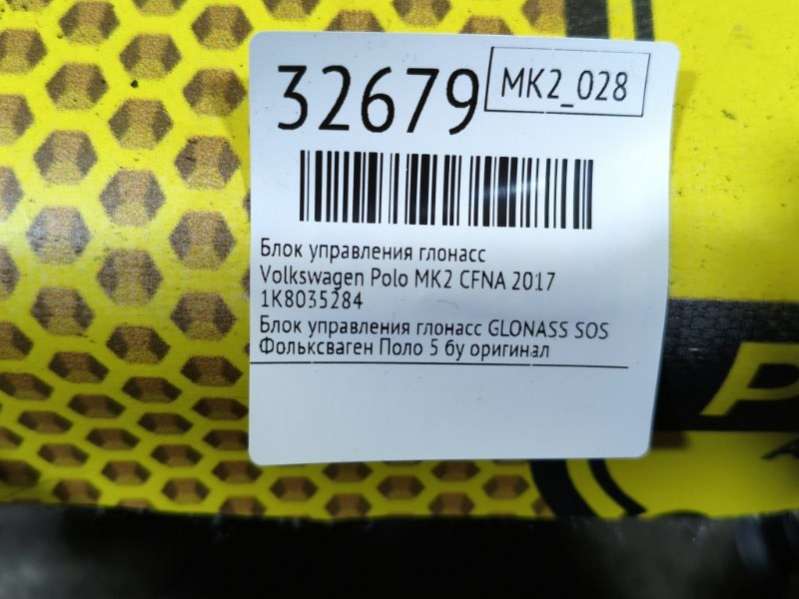 32679
MK2_028
Блок управления глонасс
Volkswagen Polo MK2 CFNA 2017
1K8035284
Блок управления глонасс GLONASS SOS
Фольксваген Поло 5 бу оригинал